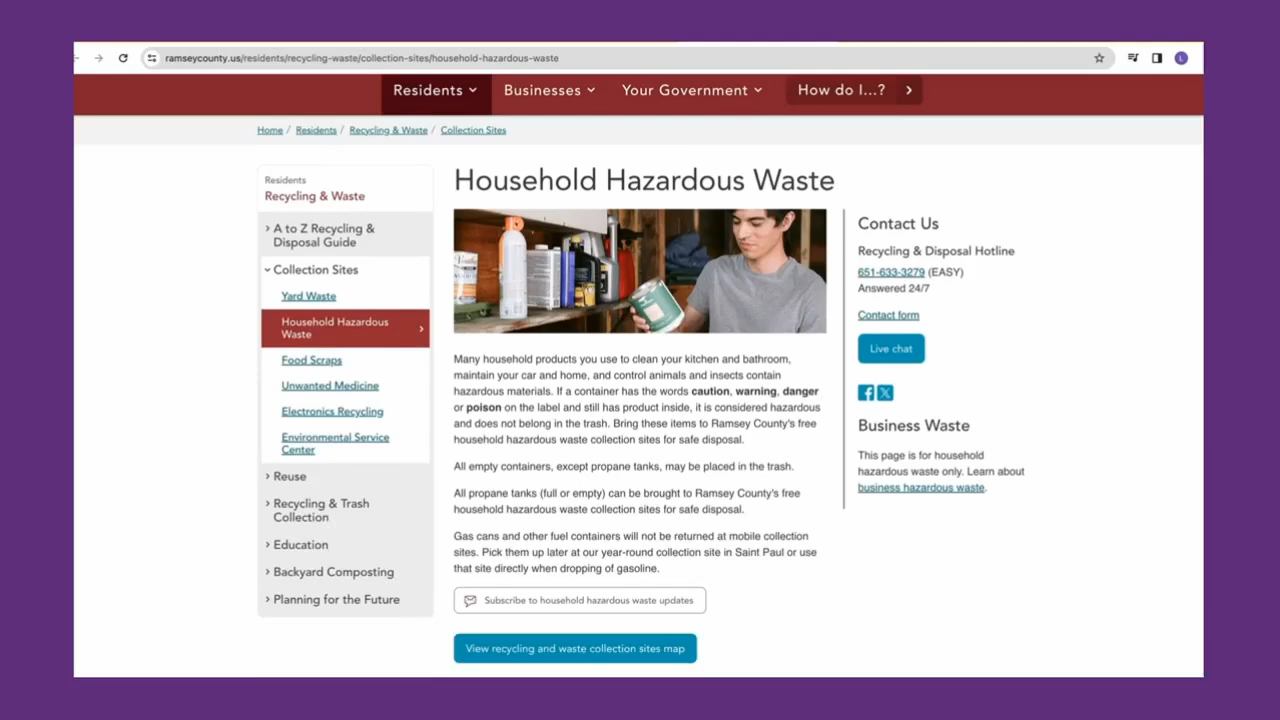 ramseycounty.us/residents/recycling-waste/collection-sites/household-hazardous-waste
L
Residents
Businesses
Your Government
How do I...?
Home / Residents / Recycling & Waste / Collection Sites
Residents
Recycling & Waste
A to Z Recycling &
Disposal Guide
Collection Sites
Yard Waste
Household Hazardous
Waste
Food Scraps
Unwanted Medicine
Electronics Recycling
Environmental Service
Center
Reuse
Recycling & Trash
Collection
Education
Backyard Composting
Planning for the Future
Household Hazardous Waste
Many household products you use to clean your kitchen and bathroom,
maintain your car and home, and control animals and insects contain
hazardous materials. If a container has the words caution, warning, danger
or poison on the label and still has product inside, it is considered hazardous
and does not belong in the trash. Bring these items to Ramsey County's free
household hazardous waste collection sites for safe disposal.
All empty containers, except propane tanks, may be placed in the trash.
All propane tanks (full or empty) can be brought to Ramsey County's free
household hazardous waste collection sites for safe disposal.
Gas cans and other fuel containers will not be returned at mobile collection
sites. Pick them up later at our year-round collection site in Saint Paul or use
that site directly when dropping of gasoline.
Subscribe to household hazardous waste updates
View recycling and waste collection sites map
Contact Us
Recycling & Disposal Hotline
651-633-3279 (EASY)
Answered 24/7
Contact form
Live chat
Business Waste
This page is for household
hazardous waste only. Learn about
business hazardous waste.